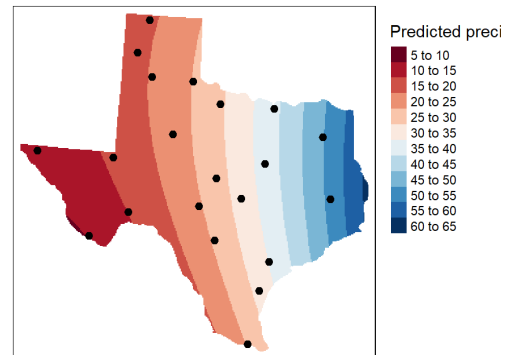 Predicted preci
5 to 10
10 to 15
15 to 20
20 to 25
25 to 30
30 to 35
35 to 40
40 to 45
45 to 50
50 to 55
55 to 60
60 to 65